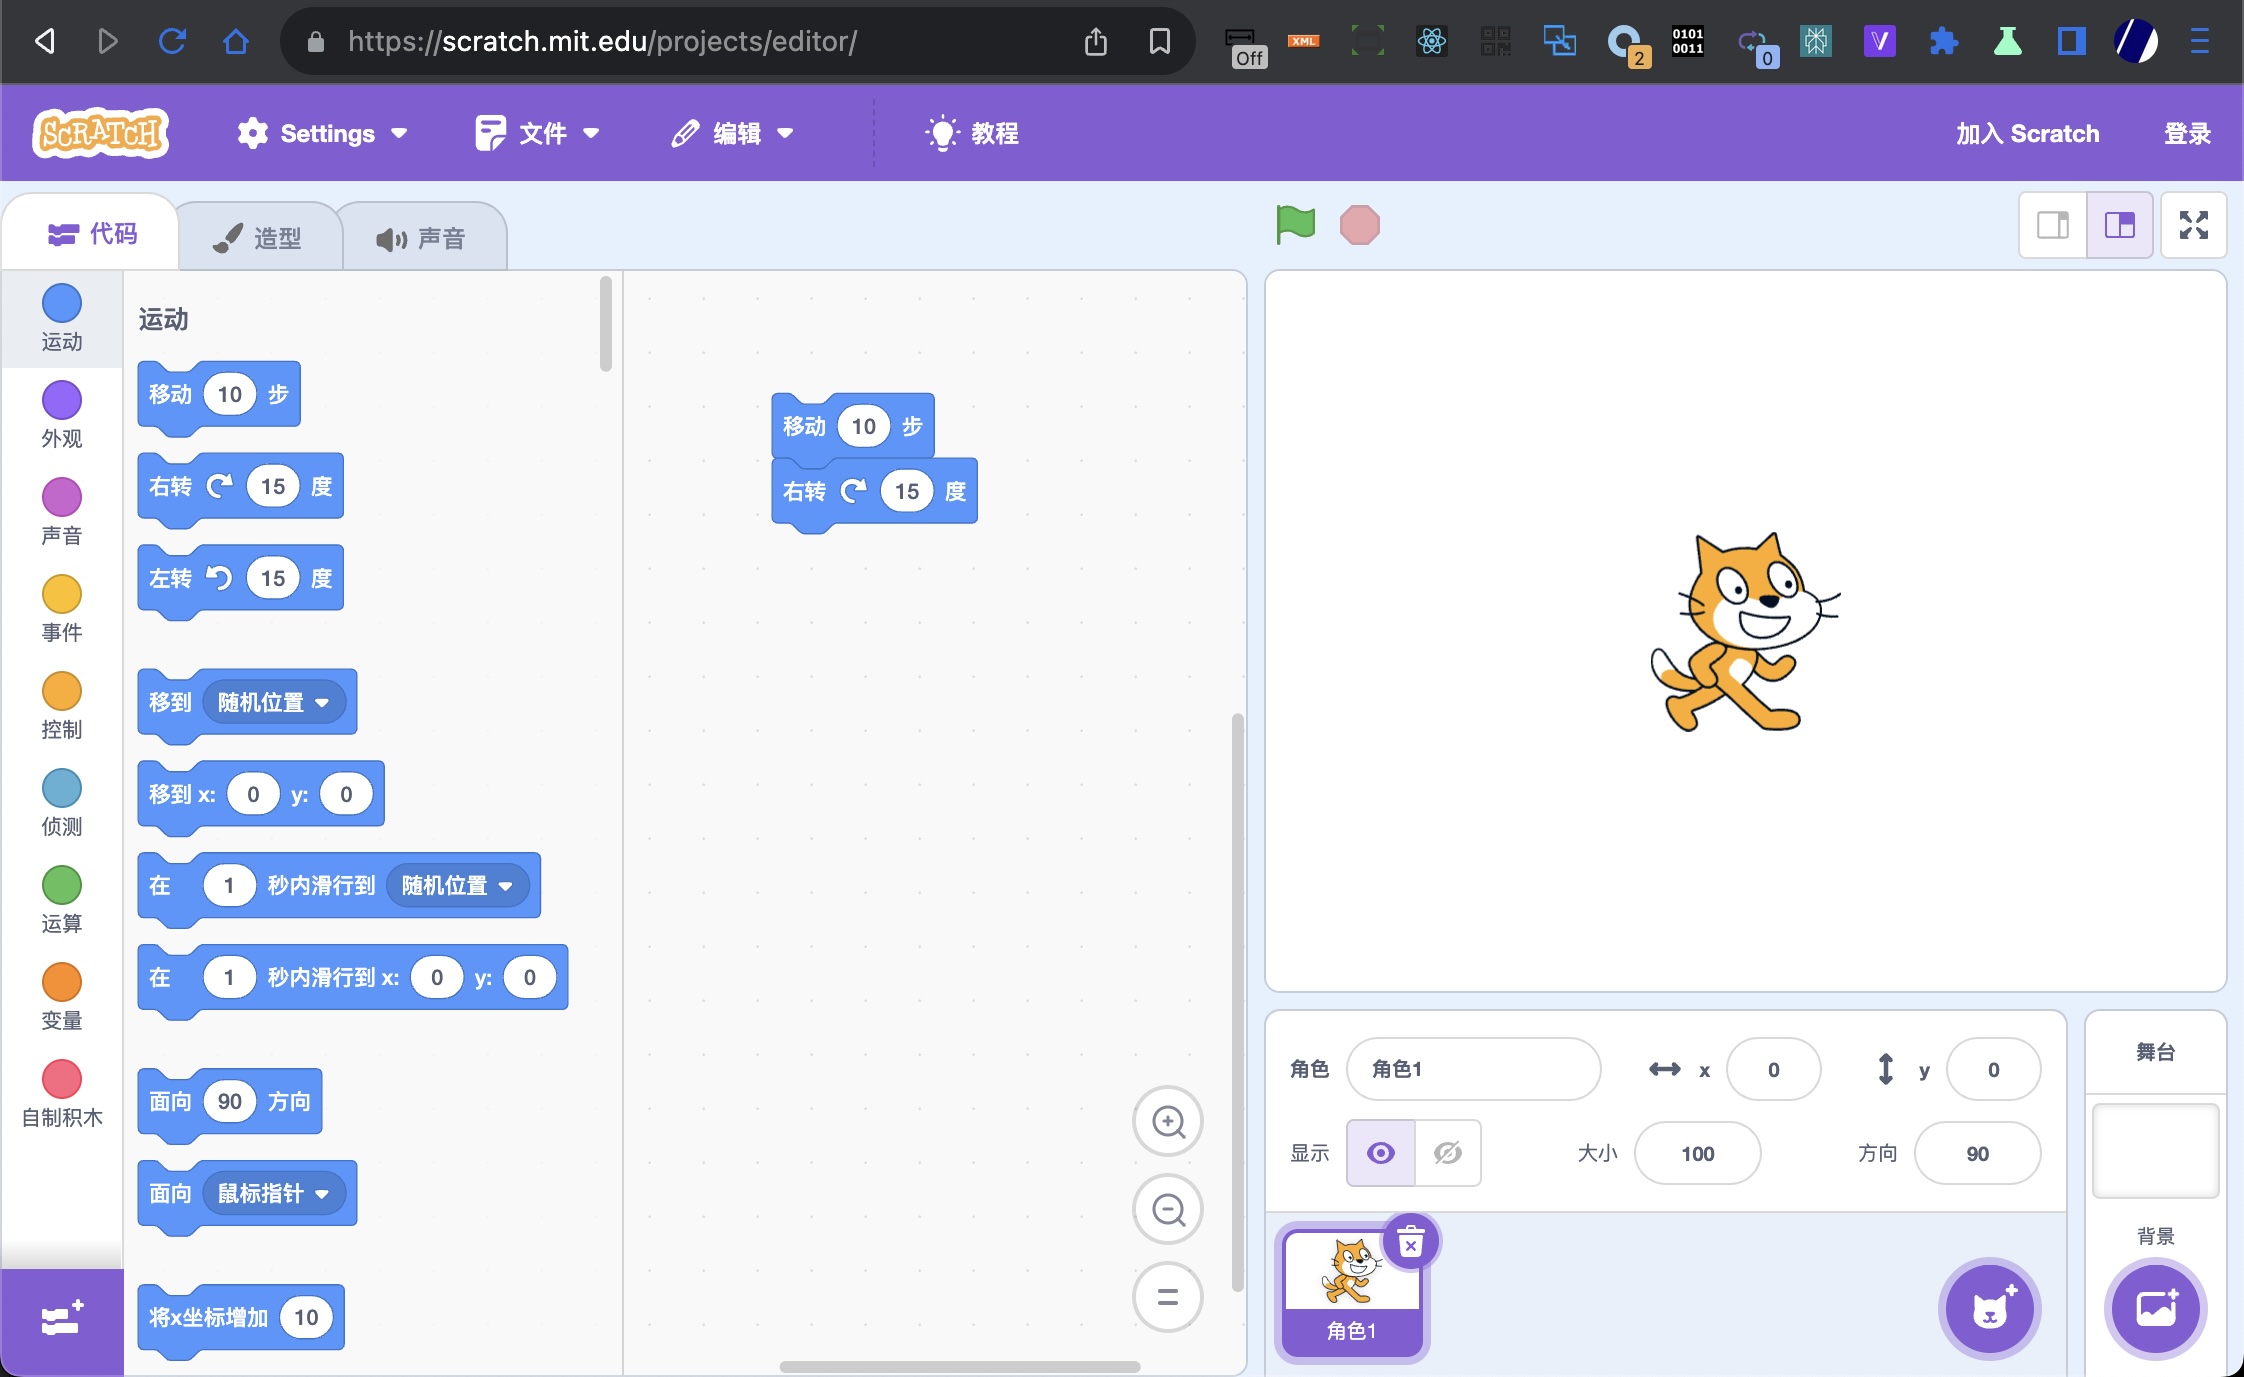 https://scratch.mit.edu/projects/editor/
Off
XML
2
0101
0011
0
V
SCRATCH
Settings
文件
编辑
教程
加入 Scratch
登录
代码
造型
声音
运动
外观
声音
事件
控制
侦测
运算
变量
自制积木
运动
移动 10 步
右转 15 度
左转 15 度
移到 随机位置
移到 x: 0 y: 0
在 1 秒内滑行到 随机位置
在 1 秒内滑行到 x: 0 y: 0
面向 90 方向
面向 鼠标指针
将x坐标增加 10
移动 10 步
右转 15 度
角色 角色1 x 0 y 0
显示 大小 100 方向 90
角色1
舞台
背景